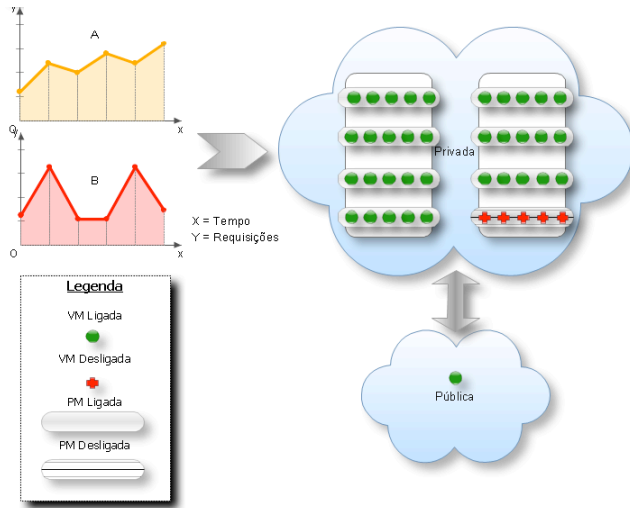 y
A
O
x
y
B
O
x
X = Tempo
Y = Requisições
Privada
Pública
Legenda
VM Ligada
VM Desligada
PM Ligada
PM Desligada